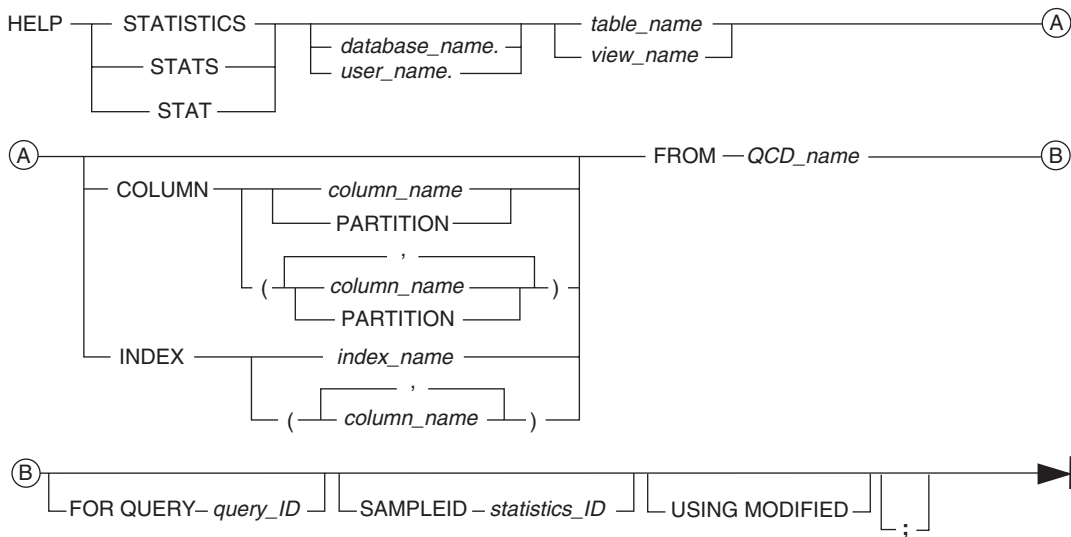 HELP STATISTICS table_name A
database_name.
STATS user_name. view_name
STAT
A FROM QCD_name B
COLUMN column_name
PARTITION
,
( column_name )
PARTITION
INDEX index_name
,
( column_name )
B
FOR QUERY query_ID SAMPLEID statistics_ID USING MODIFIED ;